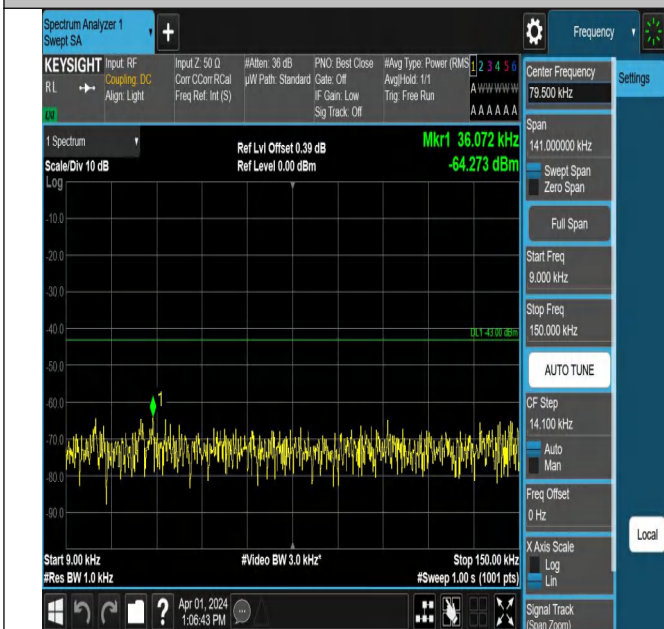 Spectrum Analyzer 1
Swept SA
Frequency
KEYSIGHT
RL
Input: RF
Coupling: DC
Align: Light
Input Z: 50 Ω
Corr CCorr RCal
Freq Ref: Int (S)
#Atten: 36 dB
µW Path: Standard
PNO: Best Close
Gate: Off
IF Gain: Low
Sig Track: Off
#Avg Type: Power (RMS
Avg|Hold: 1/1
Trig: Free Run
1 2 3 4 5 6
A W W W W W
A A A A A A
1 Spectrum
Scale/Div 10 dB
Ref Lvl Offset 0.39 dB
Ref Level 0.00 dBm
Mkr1 36.072 kHz
-64.273 dBm
Log
-10.0
-20.0
-30.0
-40.0
-50.0
-60.0
-70.0
-80.0
-90.0
DL1 -43.00 dBm
1
Start 9.00 kHz
#Res BW 1.0 kHz
#Video BW 3.0 kHz*
Stop 150.00 kHz
#Sweep 1.00 s (1001 pts)
Apr 01, 2024
1:06:43 PM
?
Center Frequency
79.500 kHz
Settings
Span
141.000000 kHz
Swept Span
Zero Span
Full Span
Start Freq
9.000 kHz
Stop Freq
150.000 kHz
AUTO TUNE
CF Step
14.100 kHz
Auto
Man
Freq Offset
0 Hz
X Axis Scale
Log
Lin
Local
Signal Track
(Span Zoom)